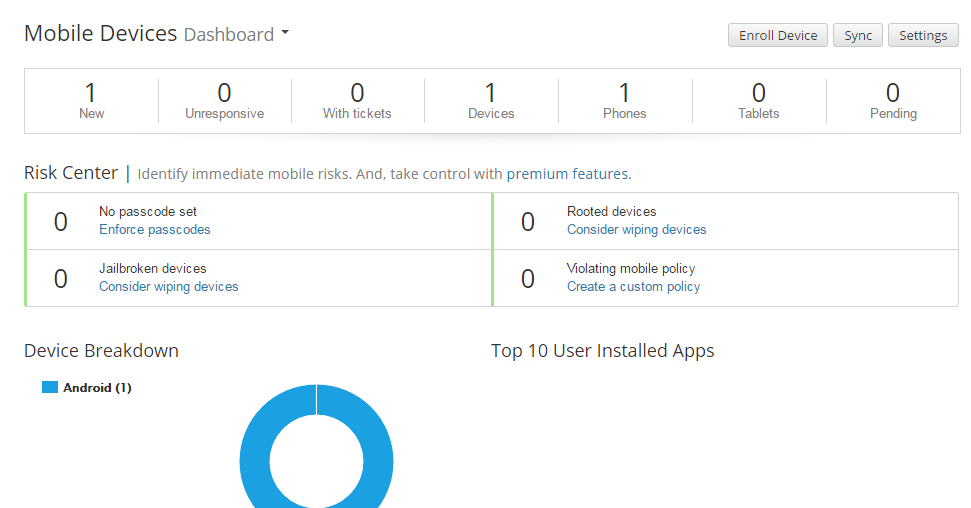 Mobile Devices Dashboard
Enroll Device Sync Settings
1 0 0 1 1 0 0
New Unresponsive With tickets Devices Phones Tablets Pending
Risk Center | Identify immediate mobile risks. And, take control with premium features.
0 No passcode set
Enforce passcodes
0 Rooted devices
Consider wiping devices
0 Jailbroken devices
Consider wiping devices
0 Violating mobile policy
Create a custom policy
Device Breakdown
Top 10 User Installed Apps
Android (1)